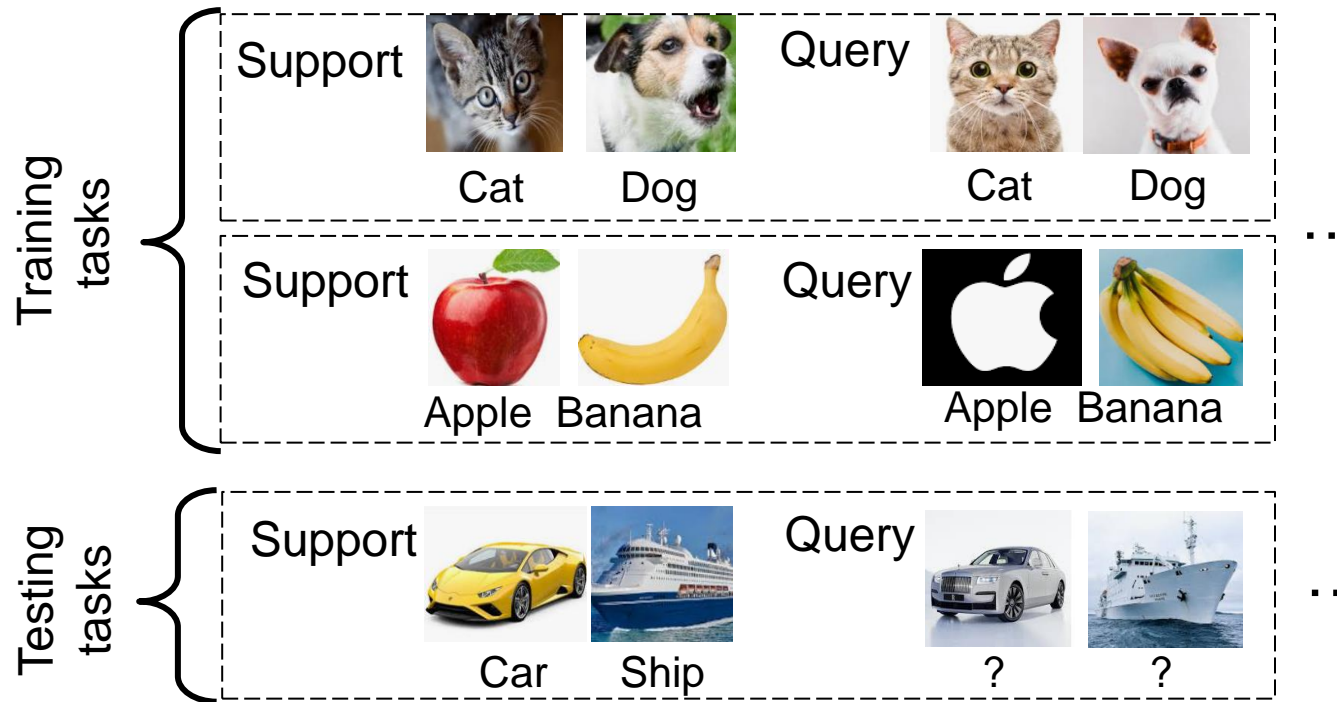 Training
tasks
Support
Cat Dog
Query
Cat Dog
Support
Apple Banana
Query
Apple Banana
..
Testing
tasks
Support
Car Ship
Query
? ?
..